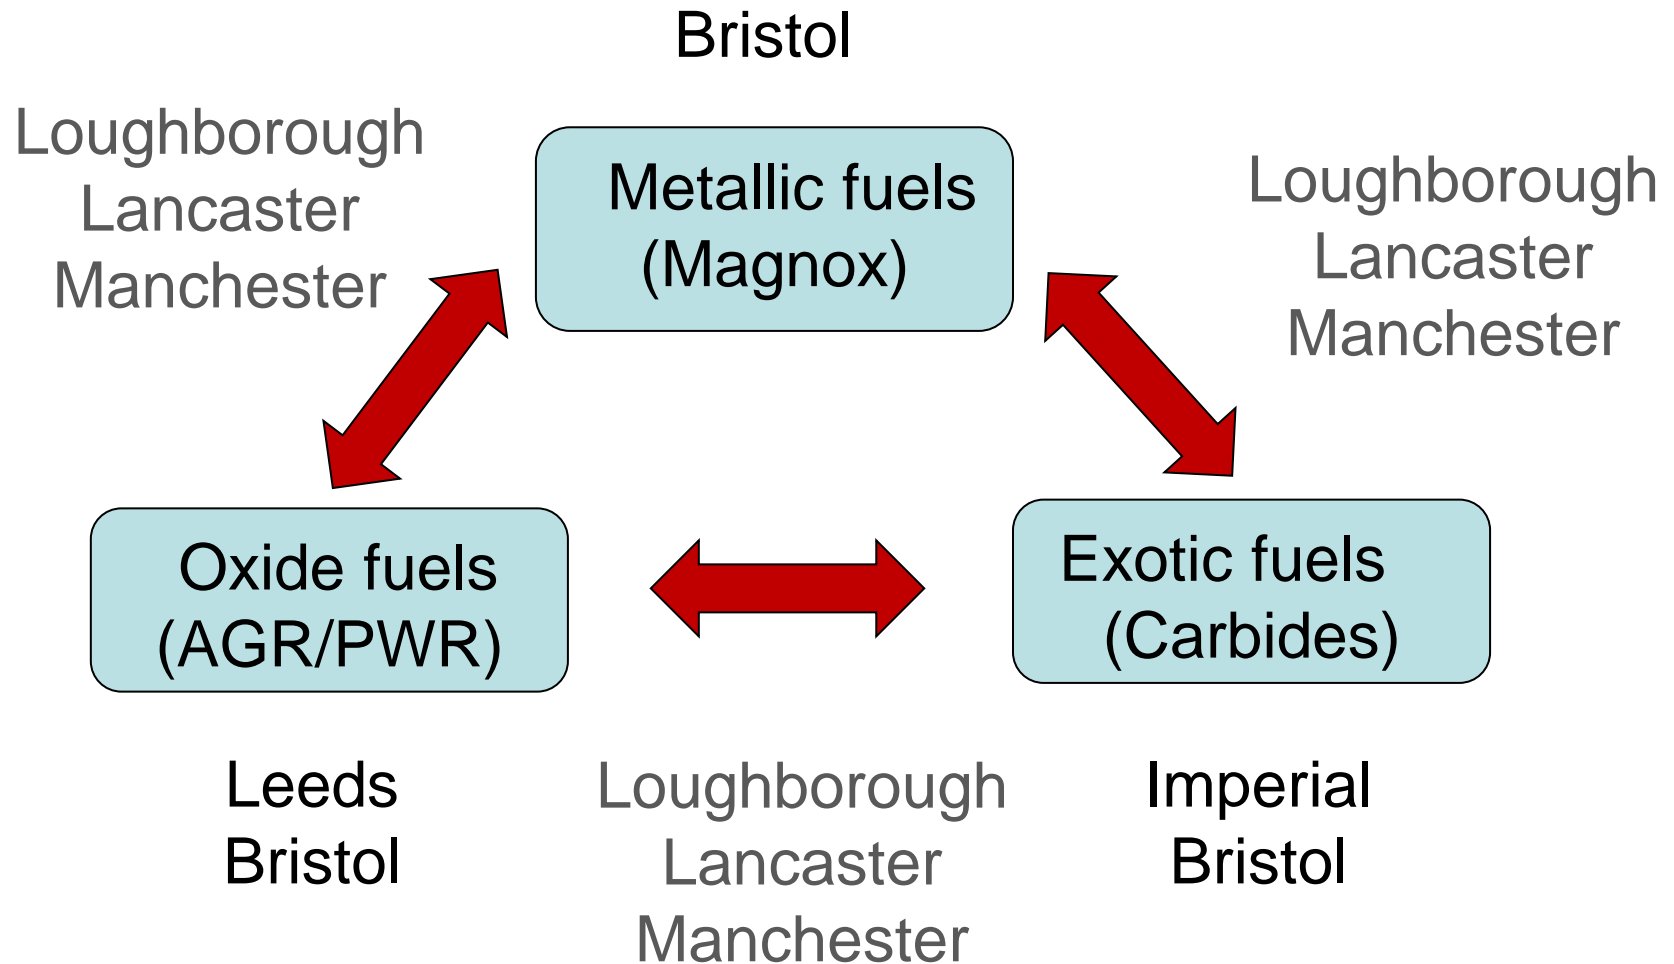 Bristol
Loughborough
Lancaster
Manchester
Metallic fuels
(Magnox)
Loughborough
Lancaster
Manchester
Oxide fuels
(AGR/PWR)
Exotic fuels
(Carbides)
Leeds
Bristol
Loughborough
Lancaster
Manchester
Imperial
Bristol